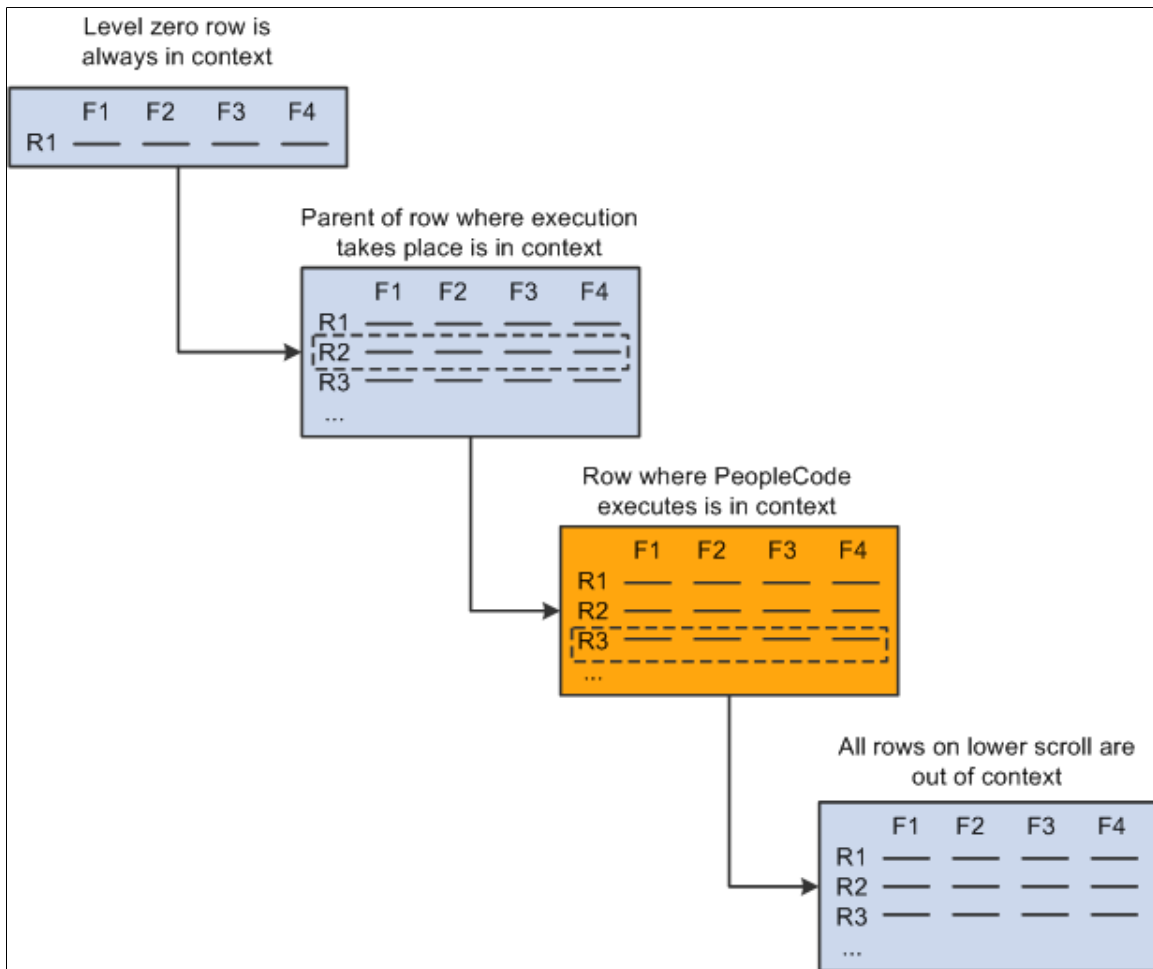 Level zero row is
always in context
F1 F2 F3 F4
R1
Parent of row where execution
takes place is in context
F1 F2 F3 F4
R1
R2
R3
...
Row where PeopleCode
executes is in context
F1 F2 F3 F4
R1
R2
R3
...
All rows on lower scroll are
out of context
F1 F2 F3 F4
R1
R2
R3
...